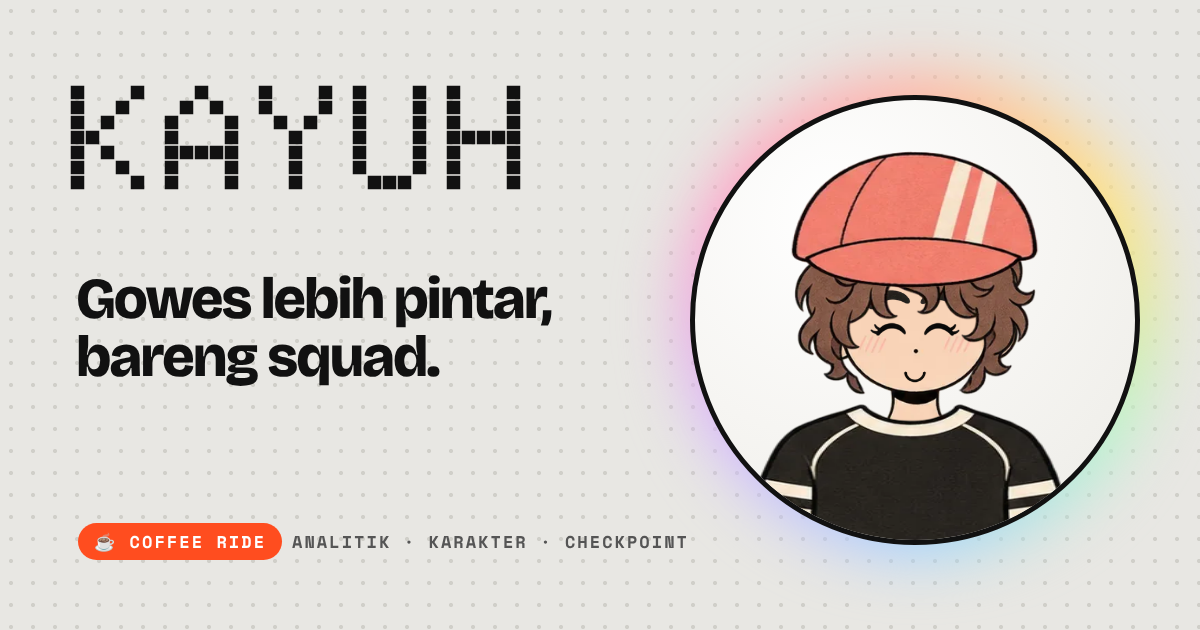 KAYUH
Gowes lebih pintar,
bareng squad.
☕ COFFEE RIDE ANALITIK · KARAKTER · CHECKPOINT